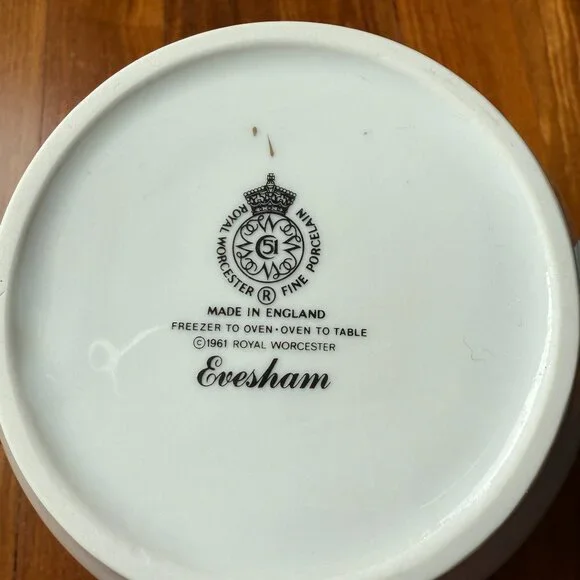 ROYAL WORCESTER ® FINE PORCELAIN
51
MADE IN ENGLAND
FREEZER TO OVEN · OVEN TO TABLE
©1961 ROYAL WORCESTER
Evesham